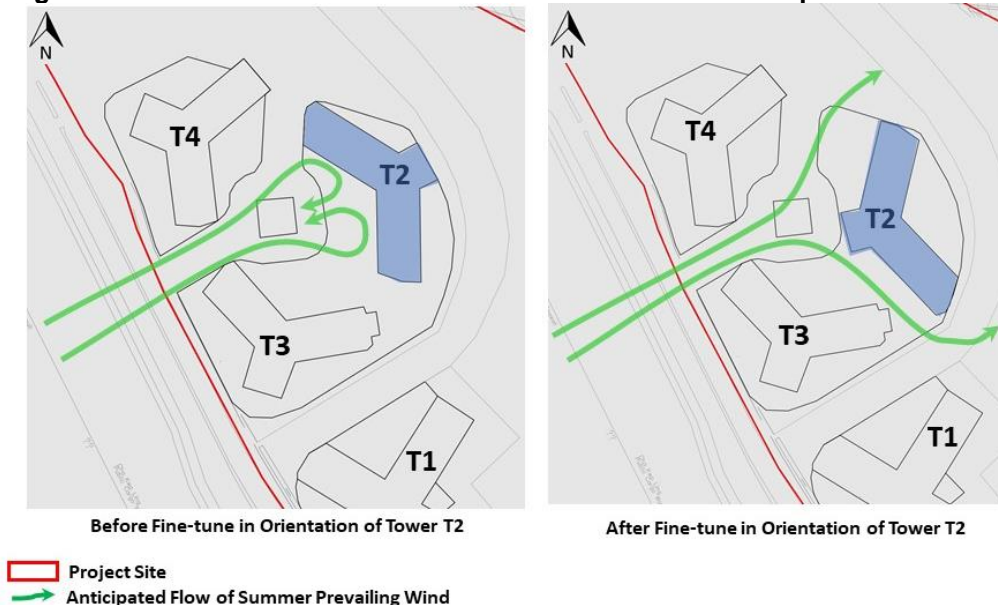 N
T4
T2
T3
T1
Before Fine-tune in Orientation of Tower T2
N
T4
T2
T3
T1
After Fine-tune in Orientation of Tower T2
Project Site
Anticipated Flow of Summer Prevailing Wind